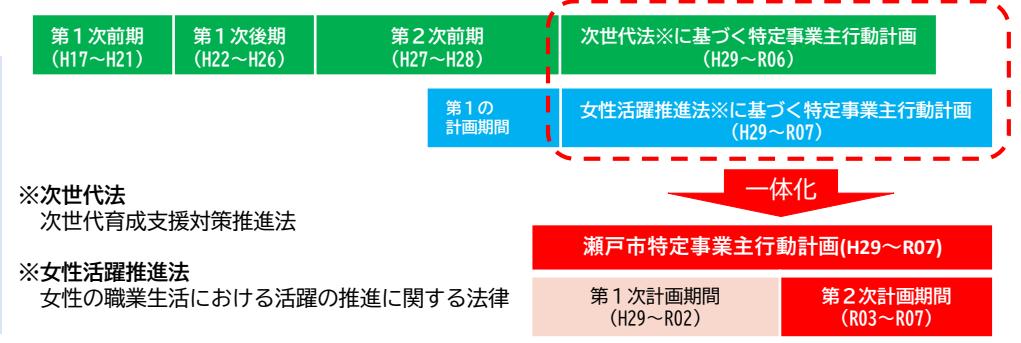 第１次前期
(H17～H21)
第１次後期
(H22～H26)
第２次前期
(H27～H28)
次世代法※に基づく特定事業主行動計画
(H29～R06)
第１の
計画期間
女性活躍推進法※に基づく特定事業主行動計画
(H29～R07)
一体化
※次世代法
次世代育成支援対策推進法
※女性活躍推進法
女性の職業生活における活躍の推進に関する法律
瀬戸市特定事業主行動計画(H29～R07)
第１次計画期間
(H29～R02)
第２次計画期間
(R03～R07)